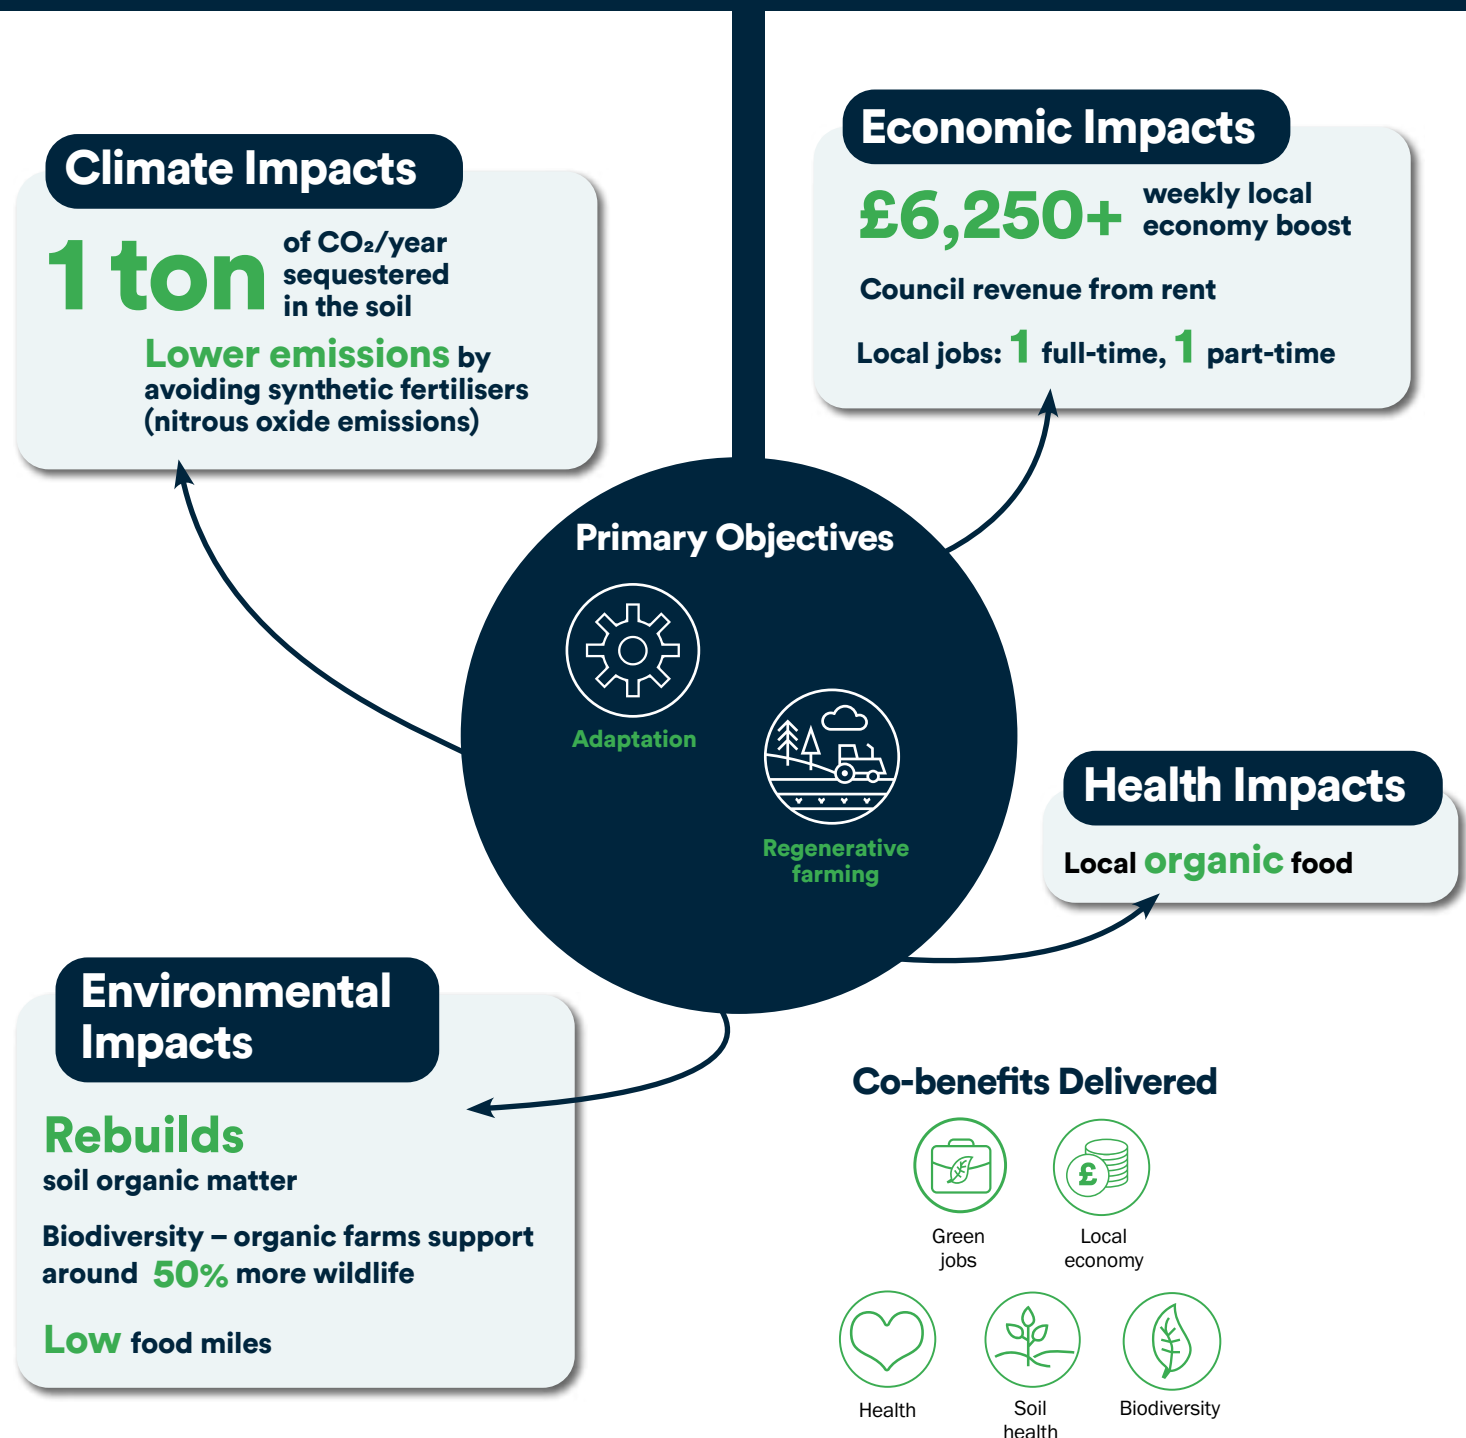 Climate Impacts
1 ton
of CO₂/year
sequestered
in the soil
Lower emissions by
avoiding synthetic fertilisers
(nitrous oxide emissions)
Economic Impacts
£6,250+
weekly local
economy boost
Council revenue from rent
Local jobs: 1 full-time, 1 part-time
Primary Objectives
Adaptation
Regenerative
farming
Health Impacts
Local organic food
Environmental
Impacts
Rebuilds
soil organic matter
Biodiversity – organic farms support
around 50% more wildlife
Low food miles
Co-benefits Delivered
£
Green
jobs
Local
economy
Health
Soil
health
Biodiversity